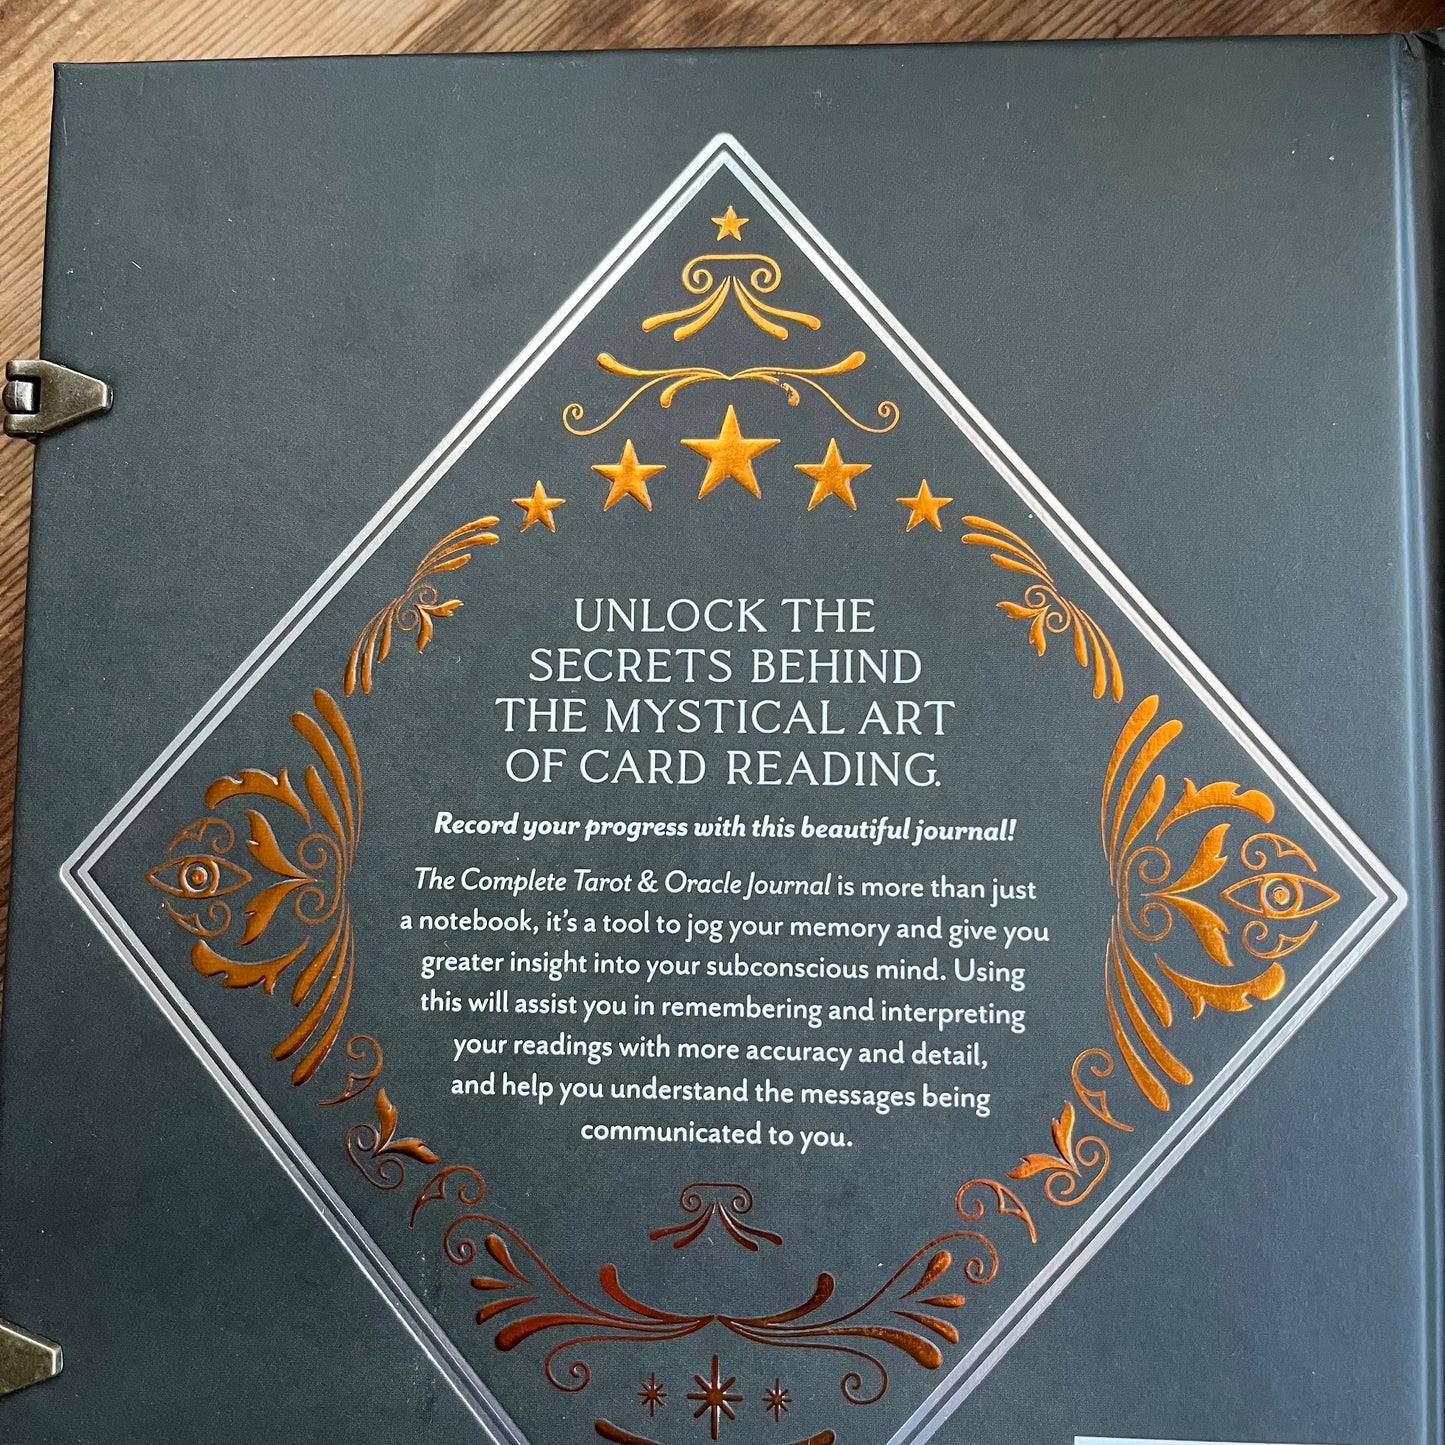 UNLOCK THE
SECRETS BEHIND
THE MYSTICAL ART
OF CARD READING.
Record your progress with this beautiful journal!
The Complete Tarot & Oracle Journal is more than just
a notebook, it's a tool to jog your memory and give you
greater insight into your subconscious mind. Using
this will assist you in remembering and interpreting
your readings with more accuracy and detail,
and help you understand the messages being
communicated to you.